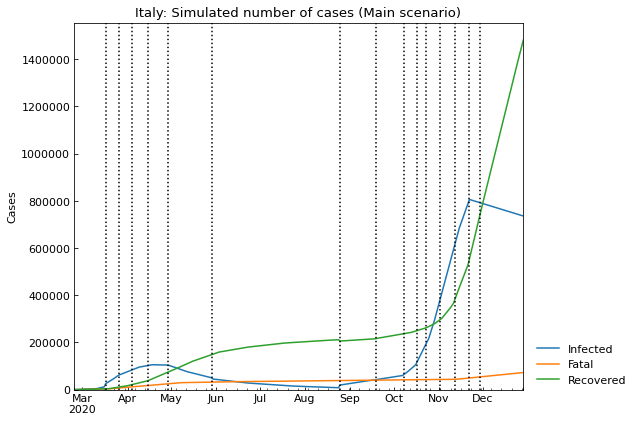 Italy: Simulated number of cases (Main scenario)
Cases
1400000
1200000
1000000
800000
600000
400000
200000
0
Mar Apr May Jun Jul Aug Sep Oct Nov Dec
2020
Infected
Fatal
Recovered